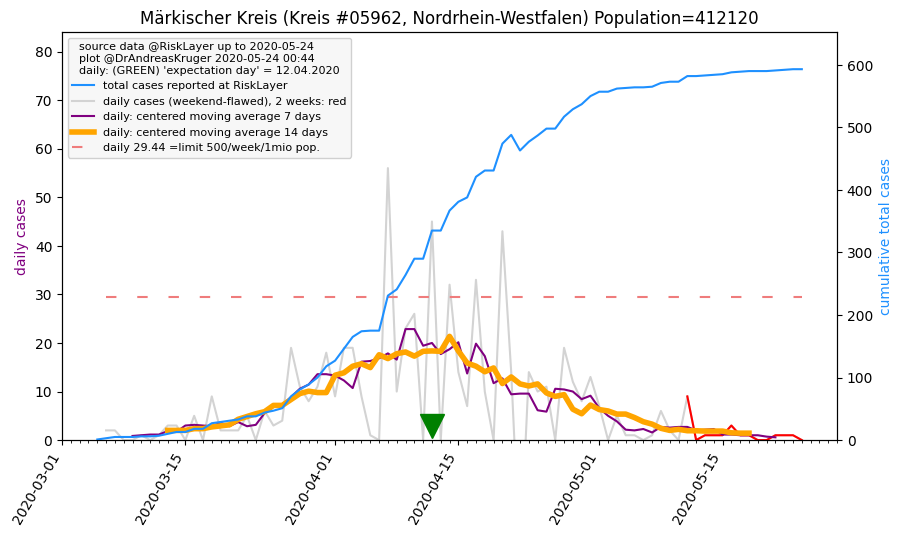 Märkischer Kreis (Kreis #05962, Nordrhein-Westfalen) Population=412120
source data @RiskLayer up to 2020-05-24
plot @DrAndreasKruger 2020-05-24 00:44
daily: (GREEN) 'expectation day' = 12.04.2020
total cases reported at RiskLayer
daily cases (weekend-flawed), 2 weeks: red
daily: centered moving average 7 days
daily: centered moving average 14 days
daily 29.44 =limit 500/week/1mio pop.
daily cases
80
70
60
50
40
30
20
10
0
600
500
400
300
200
100
0
cumulative total cases
2020-03-01
2020-03-15
2020-04-01
2020-04-15
2020-05-01
2020-05-15